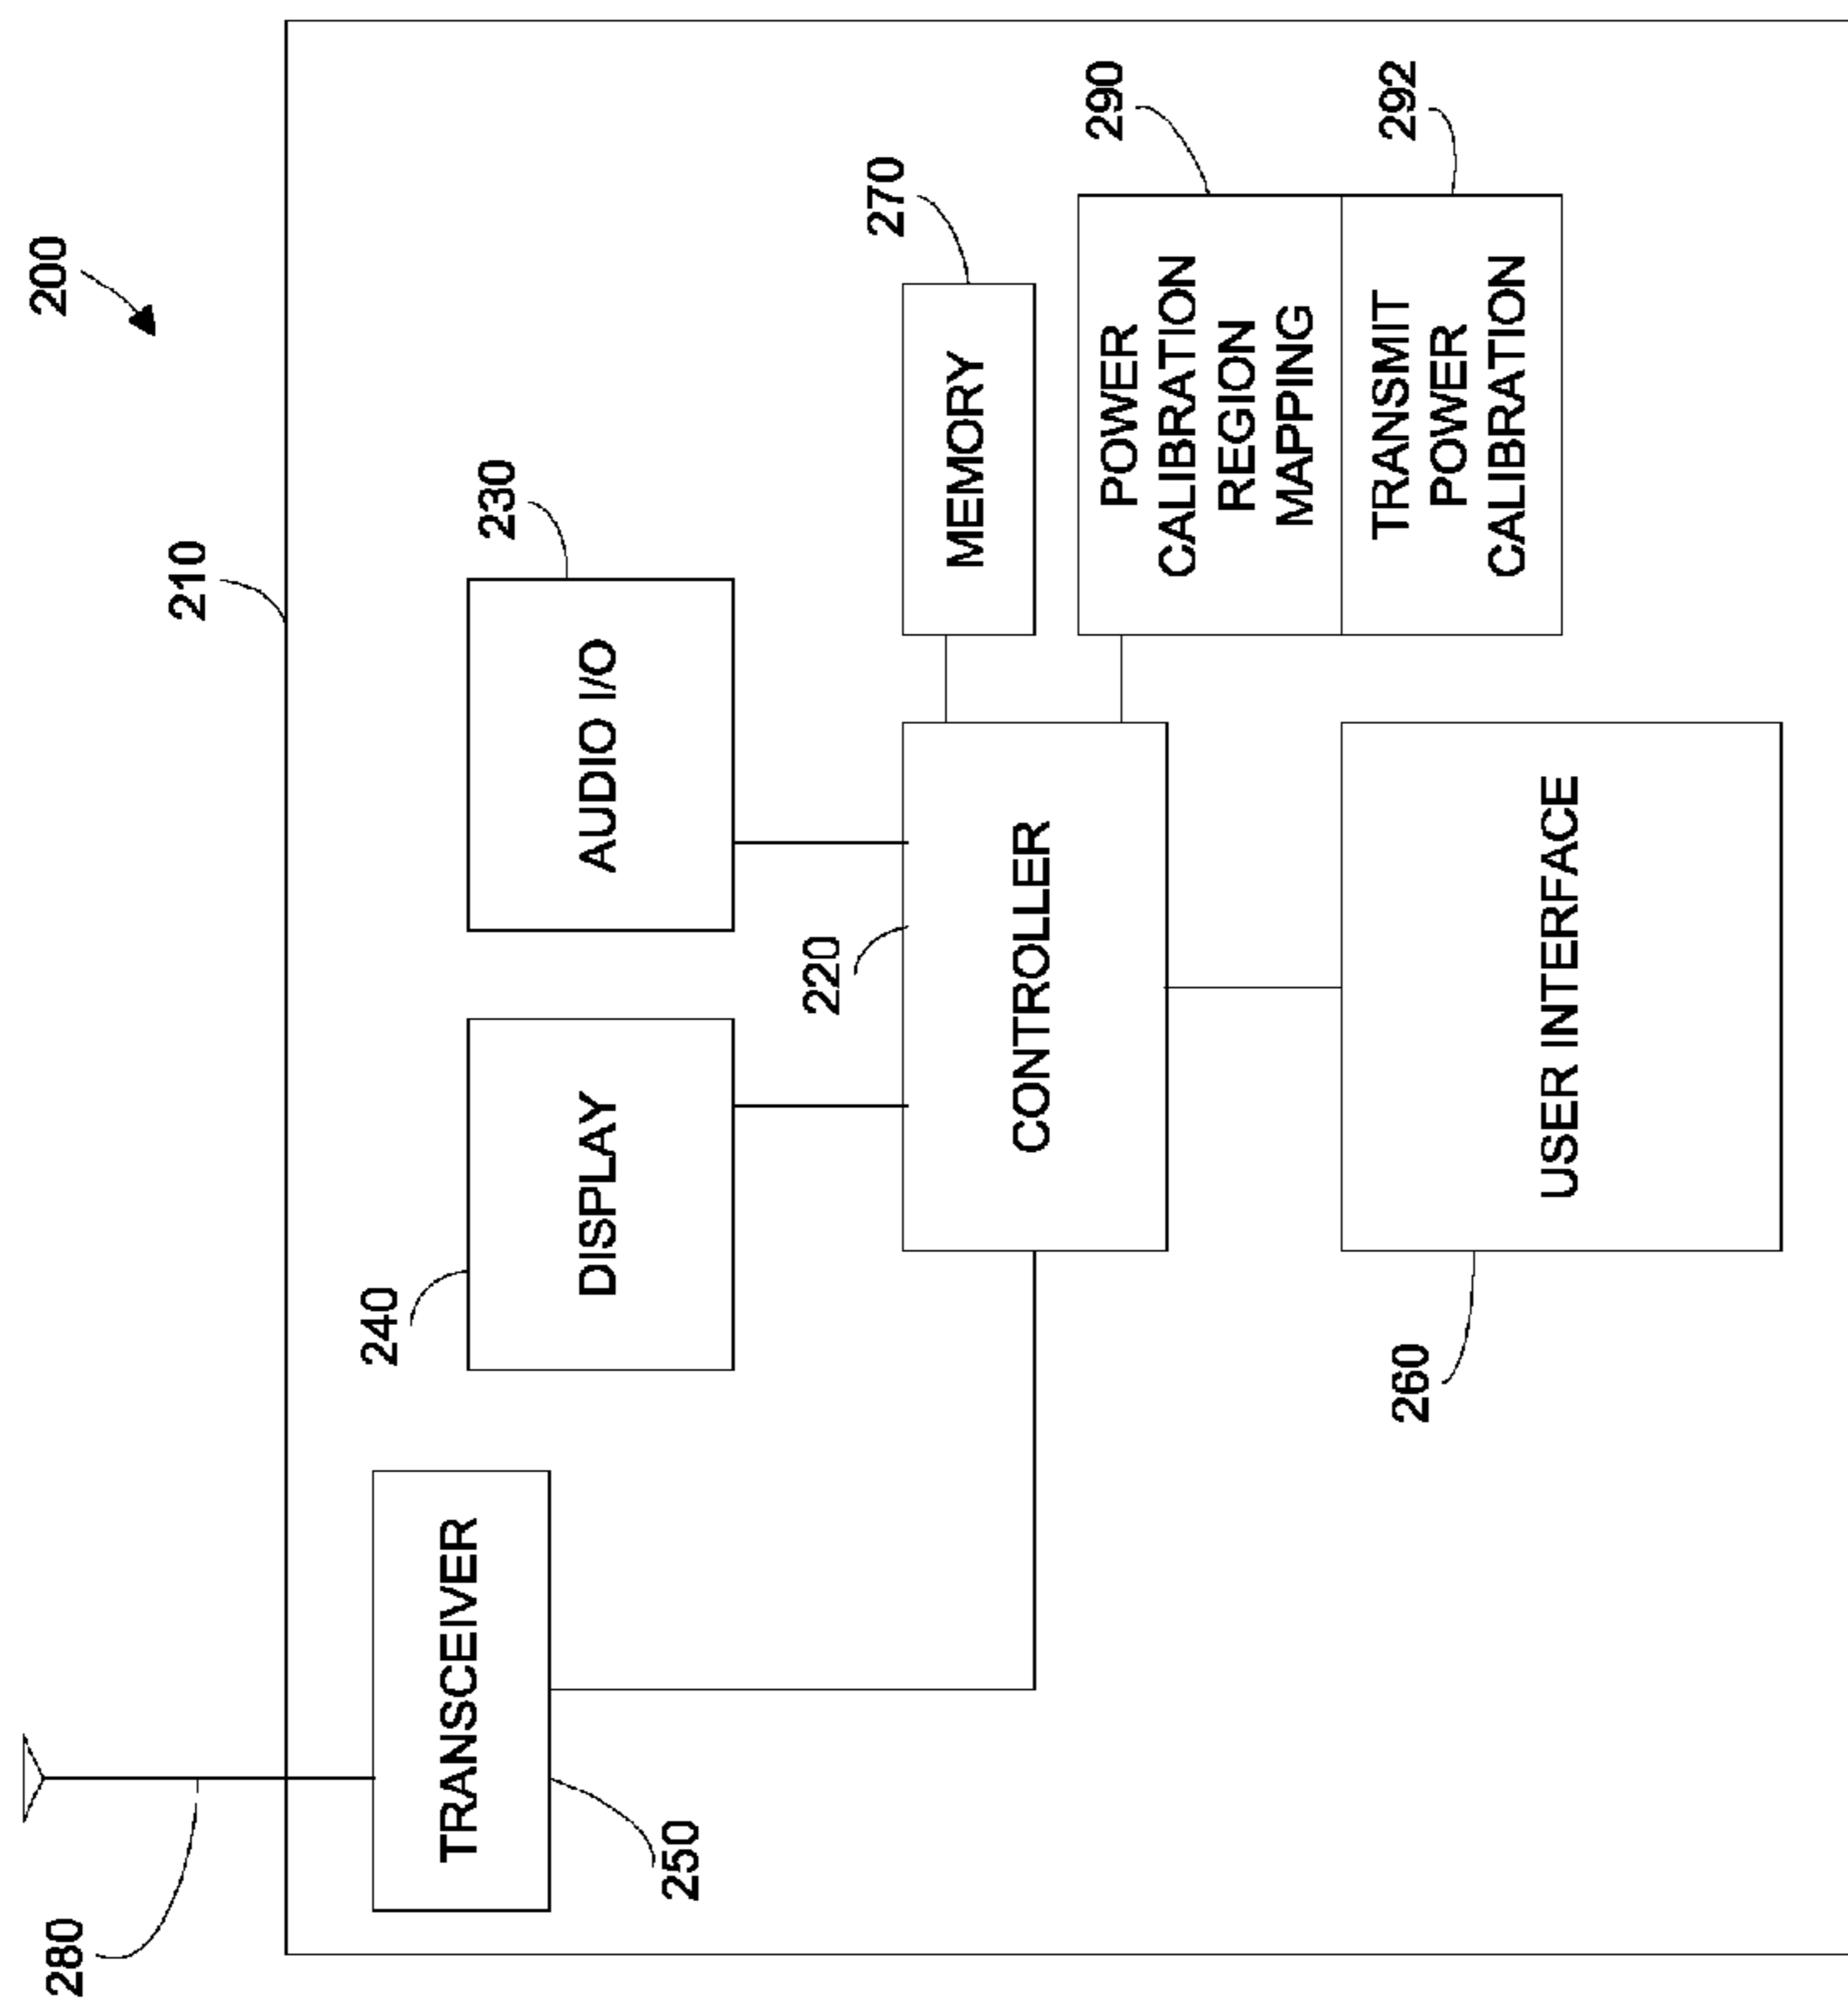 200
210
280
240
230
270
290
292
TRANSCEIVER
250
DISPLAY
AUDIO I/O
220
CONTROLLER
MEMORY
POWER
CALIBRATION
REGION
MAPPING
TRANSMIT
POWER
CALIBRATION
260
USER INTERFACE